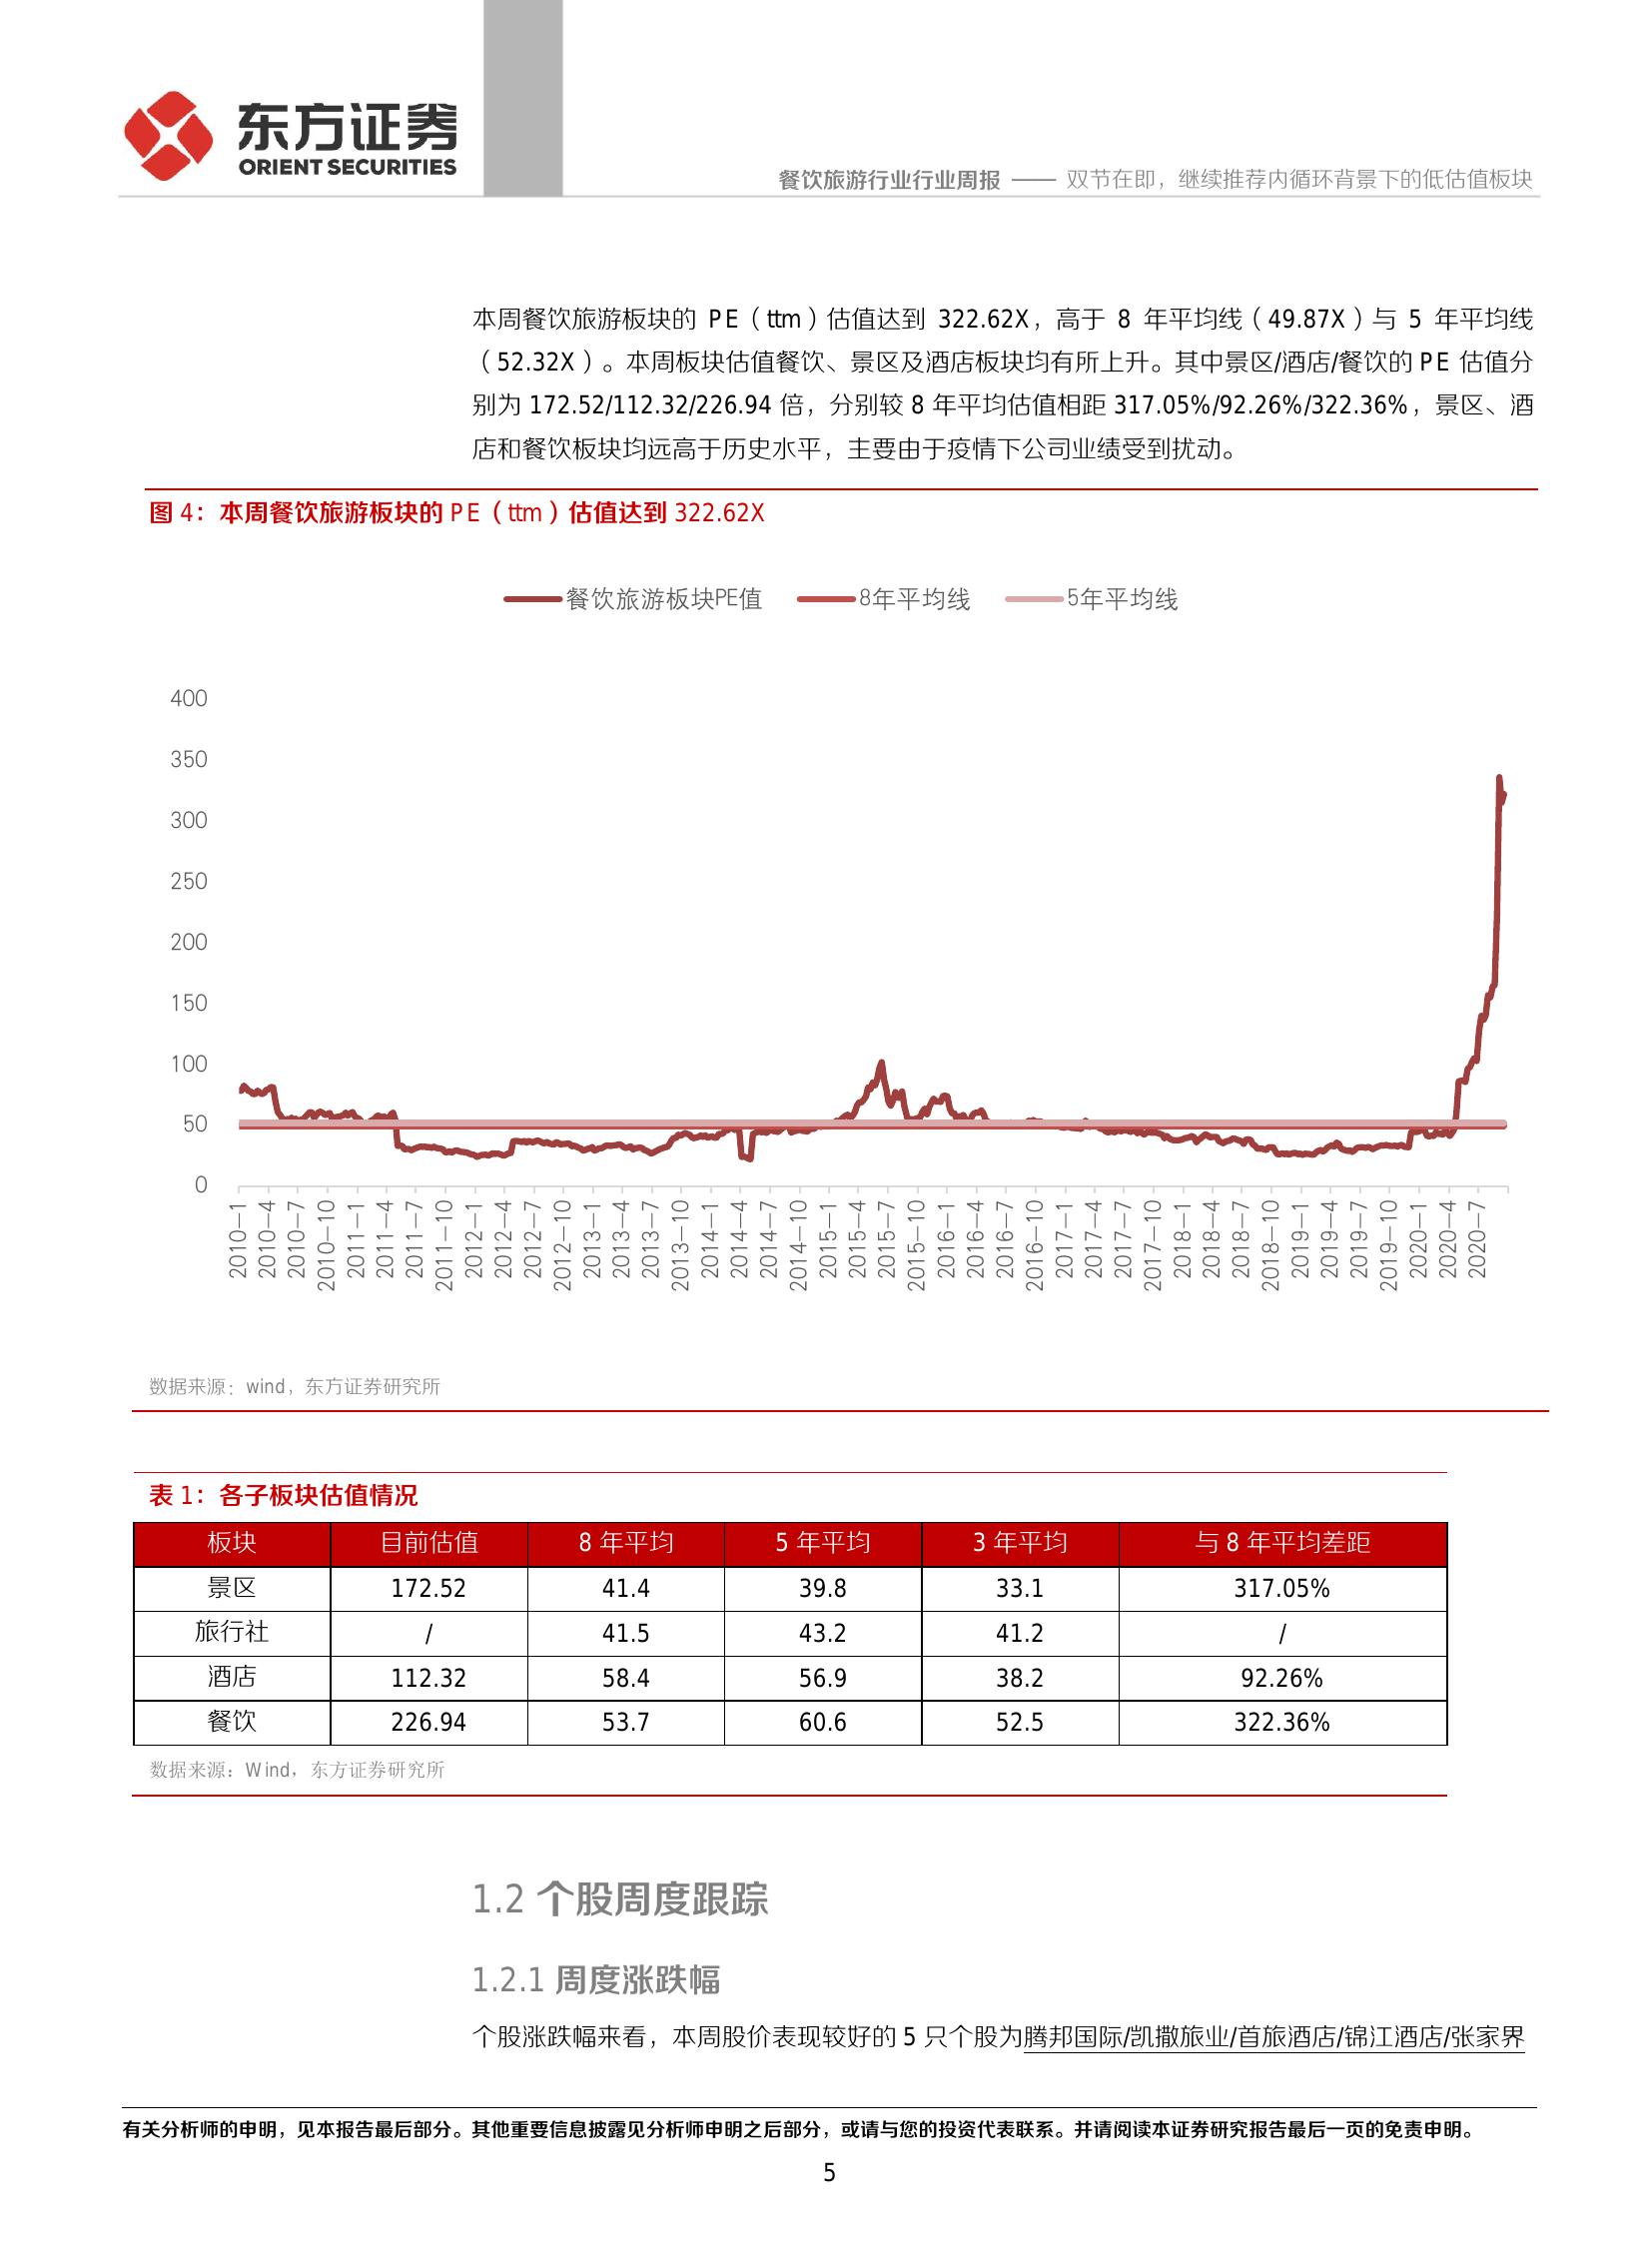 东方证券
ORIENT SECURITIES
餐饮旅游行业行业周报 —— 双节在即，继续推荐内循环背景下的低估值板块
本周餐饮旅游板块的 PE（ttm）估值达到 322.62X，高于 8 年平均线（49.87X）与 5 年平均线
（52.32X）。本周板块估值餐饮、景区及酒店板块均有所上升。其中景区/酒店/餐饮的 PE 估值分
别为 172.52/112.32/226.94 倍，分别较 8 年平均估值相距 317.05%/92.26%/322.36%，景区、酒
店和餐饮板块均远高于历史水平，主要由于疫情下公司业绩受到扰动。
图 4：本周餐饮旅游板块的 PE（ttm）估值达到 322.62X
餐饮旅游板块PE值 8年平均线 5年平均线
400
350
300
250
200
150
100
50
0
2010-1 2010-4 2010-7 2010-10 2011-1 2011-4 2011-7 2011-10 2012-1 2012-4 2012-7 2012-10 2013-1 2013-4 2013-7 2013-10 2014-1 2014-4 2014-7 2014-10 2015-1 2015-4 2015-7 2015-10 2016-1 2016-4 2016-7 2016-10 2017-1 2017-4 2017-7 2017-10 2018-1 2018-4 2018-7 2018-10 2019-1 2019-4 2019-7 2019-10 2020-1 2020-4 2020-7
数据来源：wind，东方证券研究所
表 1：各子板块估值情况
板块 目前估值 8 年平均 5 年平均 3 年平均 与 8 年平均差距
景区 172.52 41.4 39.8 33.1 317.05%
旅行社 / 41.5 43.2 41.2 /
酒店 112.32 58.4 56.9 38.2 92.26%
餐饮 226.94 53.7 60.6 52.5 322.36%
数据来源：Wind，东方证券研究所
1.2 个股周度跟踪
1.2.1 周度涨跌幅
个股涨跌幅来看，本周股价表现较好的 5 只个股为腾邦国际/凯撒旅业/首旅酒店/锦江酒店/张家界
有关分析师的申明，见本报告最后部分。其他重要信息披露见分析师申明之后部分，或请与您的投资代表联系。并请阅读本证券研究报告最后一页的免责申明。
5